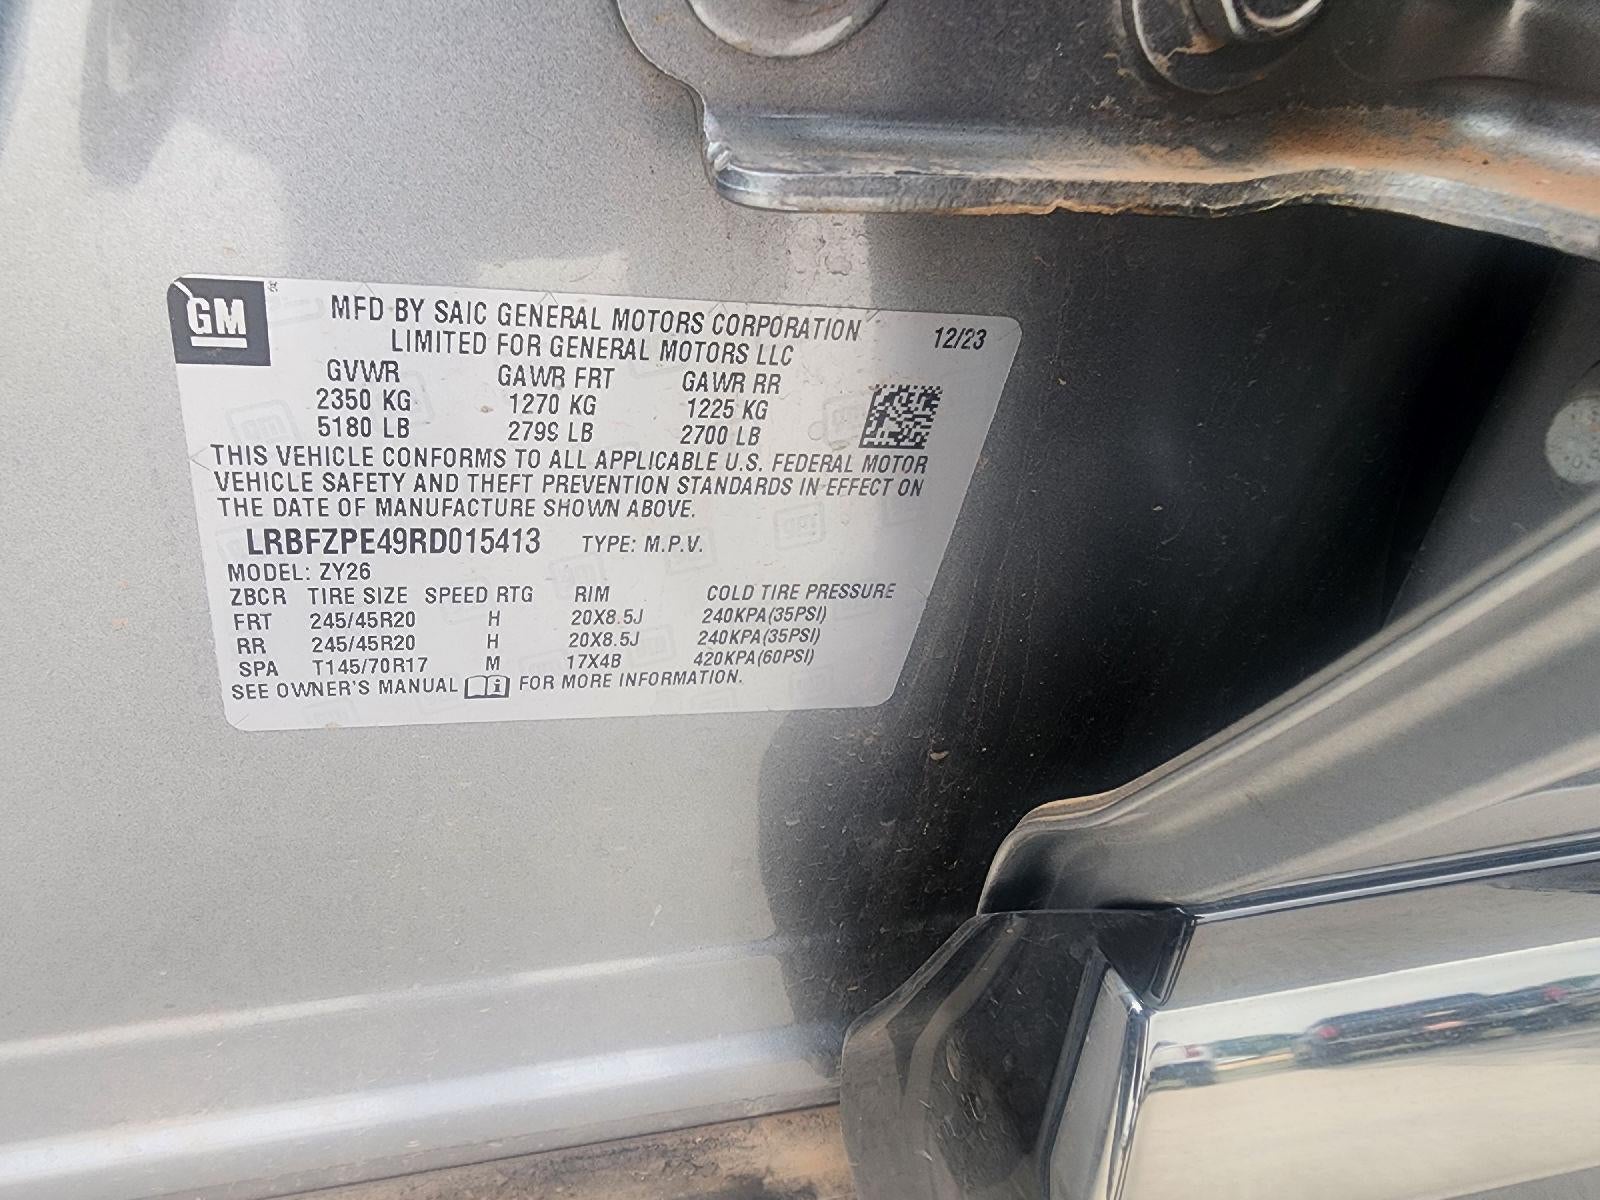 GM
MFD BY SAIC GENERAL MOTORS CORPORATION 12/23
LIMITED FOR GENERAL MOTORS LLC
GVWR GAWR FRT GAWR RR
2350 KG 1270 KG 1225 KG
5180 LB 2799 LB 2700 LB
THIS VEHICLE CONFORMS TO ALL APPLICABLE U.S. FEDERAL MOTOR
VEHICLE SAFETY AND THEFT PREVENTION STANDARDS IN EFFECT ON
THE DATE OF MANUFACTURE SHOWN ABOVE.
LRBFZPE49RD015413 TYPE: M.P.V.
MODEL: ZY26
ZBCR TIRE SIZE SPEED RTG RIM COLD TIRE PRESSURE
FRT 245/45R20 H 20X8.5J 240KPA(35PSI)
RR 245/45R20 H 20X8.5J 240KPA(35PSI)
SPA T145/70R17 M 17X4B 420KPA(60PSI)
SEE OWNER'S MANUAL i FOR MORE INFORMATION.